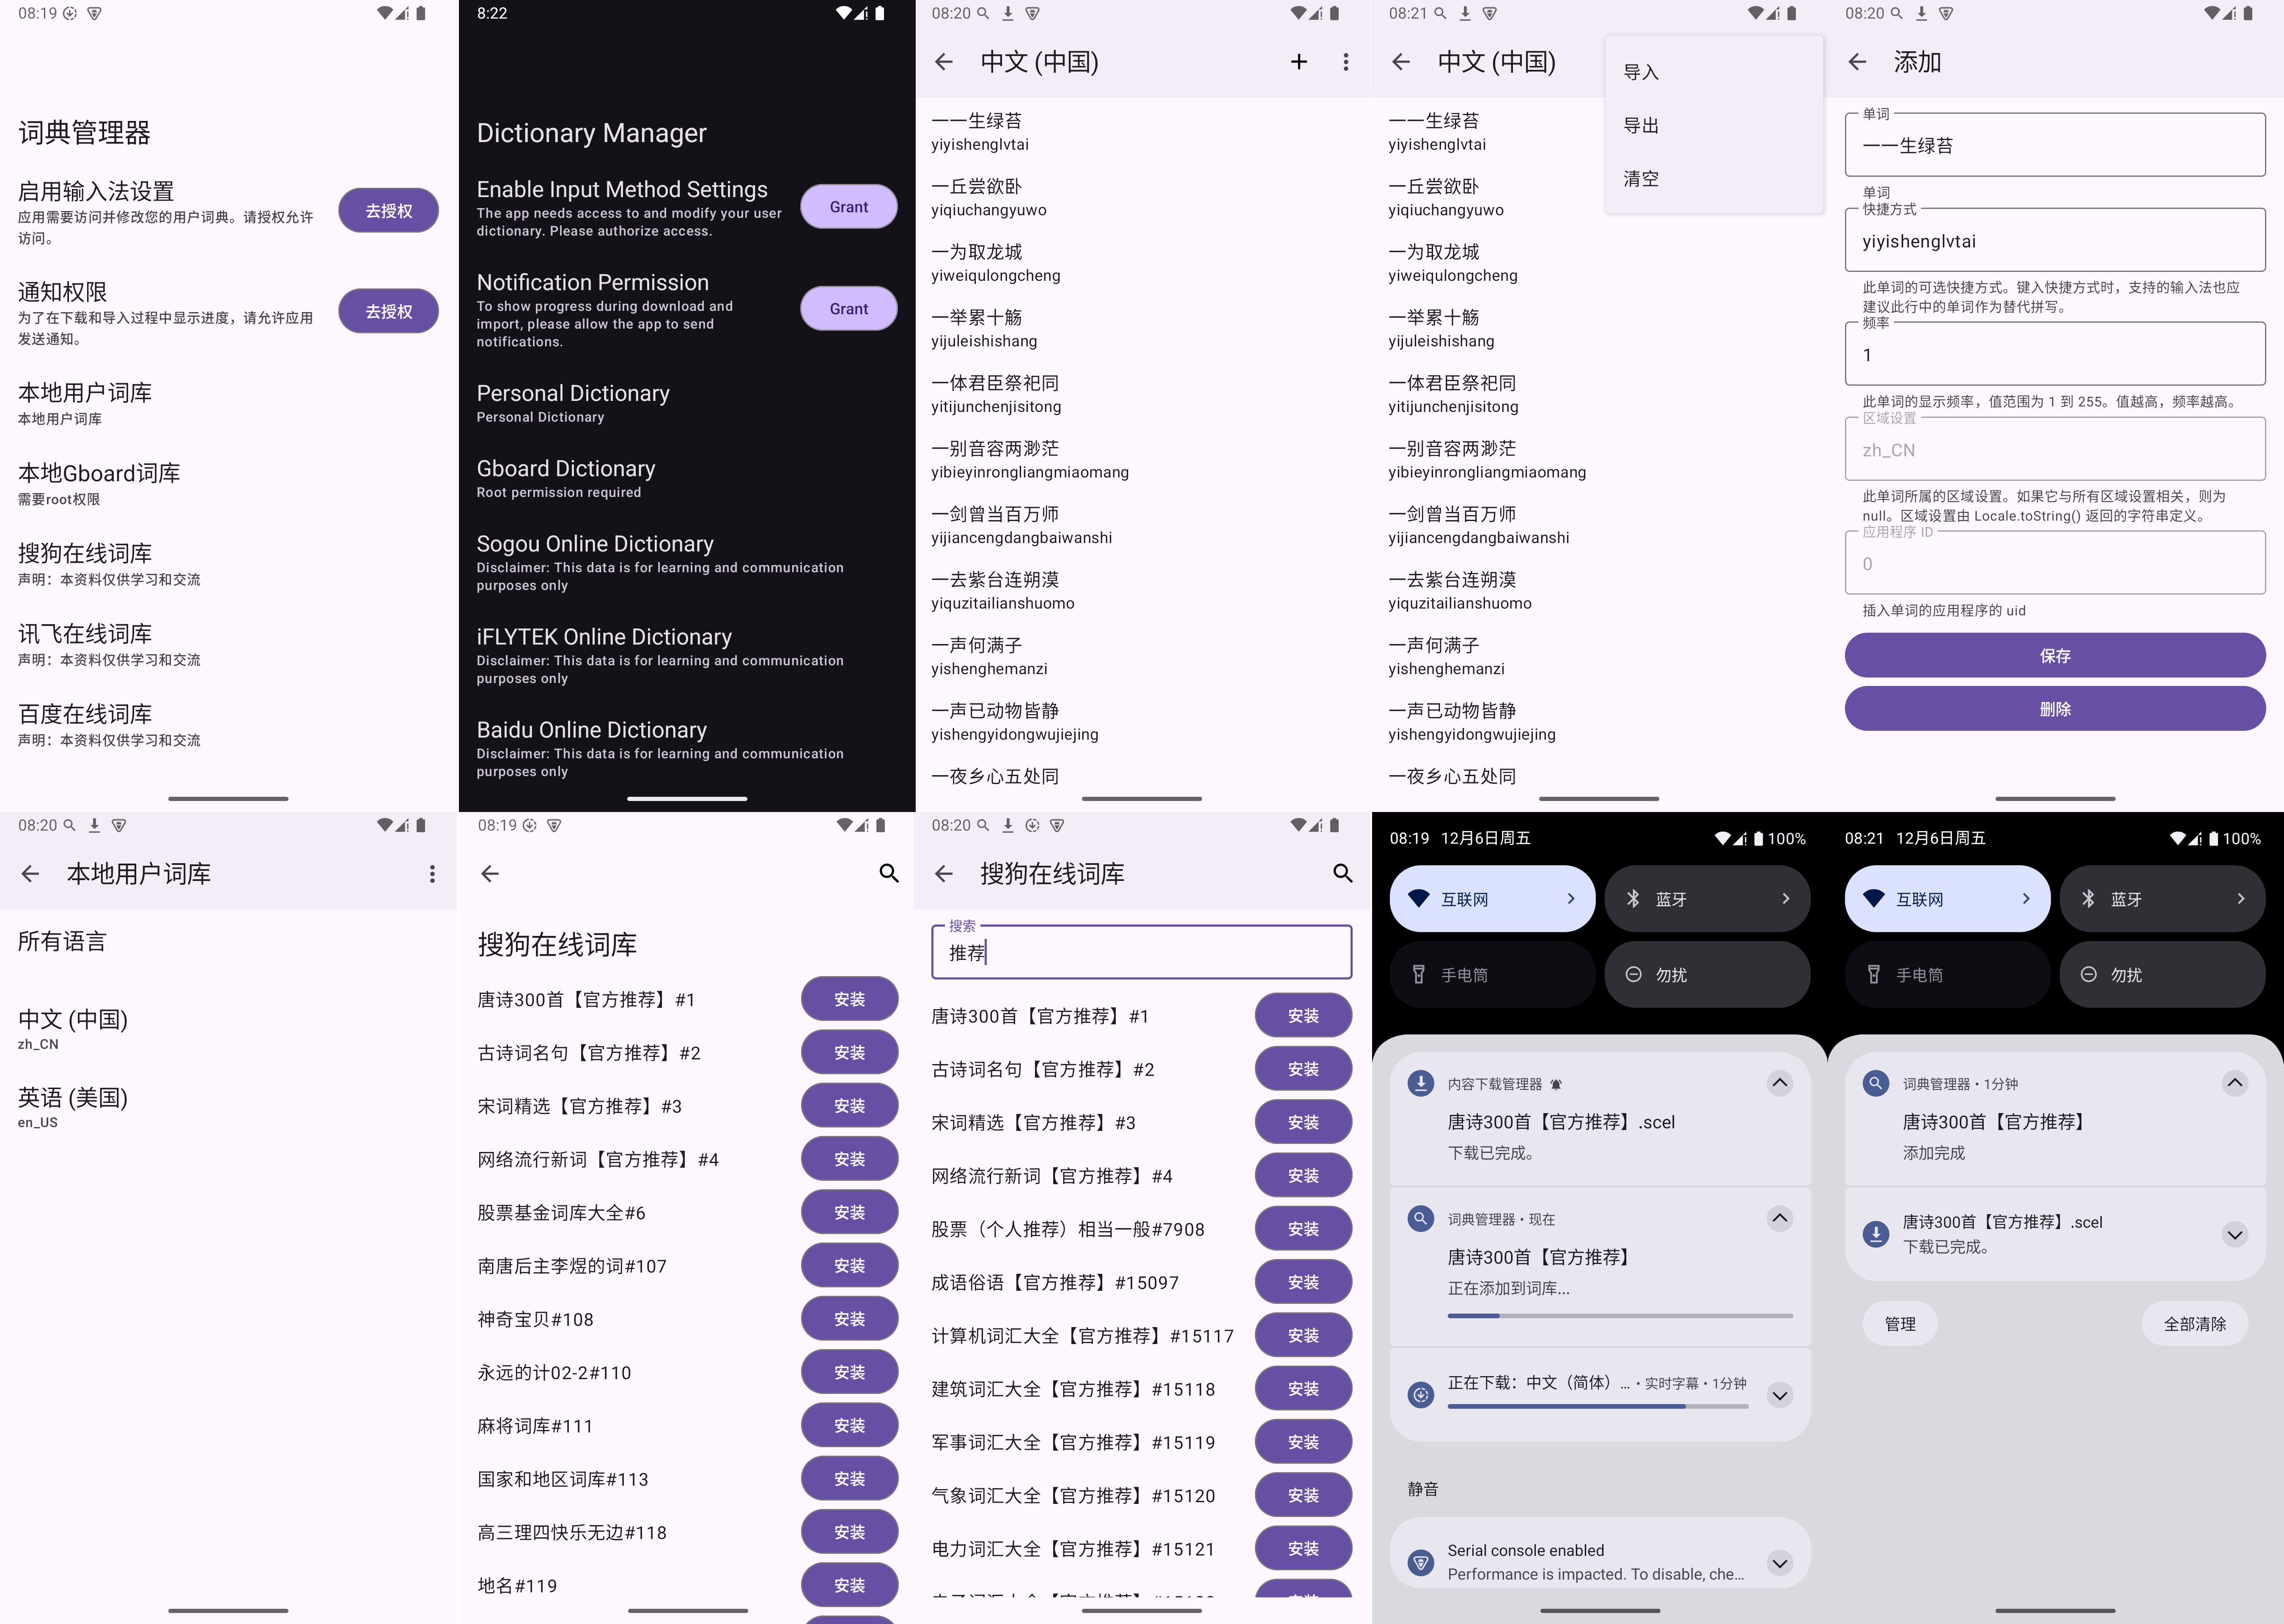 08:19
词典管理器
启用输入法设置
应用需要访问并修改您的用户词典。请授权允许
访问。
去授权
通知权限
为了在下载和导入过程中显示进度，请允许应用
发送通知。
去授权
本地用户词库
本地用户词库
本地Gboard词库
需要root权限
搜狗在线词库
声明：本资料仅供学习和交流
讯飞在线词库
声明：本资料仅供学习和交流
百度在线词库
声明：本资料仅供学习和交流
8:22
Dictionary Manager
Enable Input Method Settings
The app needs access to and modify your user
dictionary. Please authorize access.
Grant
Notification Permission
To show progress during download and
import, please allow the app to send
notifications.
Grant
Personal Dictionary
Personal Dictionary
Gboard Dictionary
Root permission required
Sogou Online Dictionary
Disclaimer: This data is for learning and communication
purposes only
iFLYTEK Online Dictionary
Disclaimer: This data is for learning and communication
purposes only
Baidu Online Dictionary
Disclaimer: This data is for learning and communication
purposes only
08:20
中文 (中国)
一一生绿苔
yiyishenglvtai
一丘尝欲卧
yiqiuchangyuwo
一为取龙城
yiweiqulongcheng
一举累十觞
yijuleishishang
一体君臣祭祀同
yitijunchenjisitong
一别音容两渺茫
yibieyinrongliangmiaomang
一剑曾当百万师
yijiancengdangbaiwanshi
一去紫台连朔漠
yiquzitailianshuomo
一声何满子
yishenghemanzi
一声已动物皆静
yishengyidongwujiejing
一夜乡心五处同
08:21
中文 (中国)
导入
导出
清空
一一生绿苔
yiyishenglvtai
一丘尝欲卧
yiqiuchangyuwo
一为取龙城
yiweiqulongcheng
一举累十觞
yijuleishishang
一体君臣祭祀同
yitijunchenjisitong
一别音容两渺茫
yibieyinrongliangmiaomang
一剑曾当百万师
yijiancengdangbaiwanshi
一去紫台连朔漠
yiquzitailianshuomo
一声何满子
yishenghemanzi
一声已动物皆静
yishengyidongwujiejing
一夜乡心五处同
08:20
添加
单词
一一生绿苔
单词
快捷方式
yiyishenglvtai
此单词的可选快捷方式。键入快捷方式时，支持的输入法也应
建议此行中的单词作为替代拼写。
频率
1
此单词的显示频率，值范围为 1 到 255。值越高，频率越高。
区域设置
zh_CN
此单词所属的区域设置。如果它与所有区域设置相关，则为
null。区域设置由 Locale.toString() 返回的字符串定义。
应用程序 ID
0
插入单词的应用程序的 uid
保存
删除
08:20
本地用户词库
所有语言
中文 (中国)
zh_CN
英语 (美国)
en_US
08:19
搜狗在线词库
唐诗300首【官方推荐】#1 安装
古诗词名句【官方推荐】#2 安装
宋词精选【官方推荐】#3 安装
网络流行新词【官方推荐】#4 安装
股票基金词库大全#6 安装
南唐后主李煜的词#107 安装
神奇宝贝#108 安装
永远的计02-2#110 安装
麻将词库#111 安装
国家和地区词库#113 安装
高三理四快乐无边#118 安装
地名#119 安装
08:20
搜狗在线词库
搜索
推荐
唐诗300首【官方推荐】#1 安装
古诗词名句【官方推荐】#2 安装
宋词精选【官方推荐】#3 安装
网络流行新词【官方推荐】#4 安装
股票（个人推荐）相当一般#7908 安装
成语俗语【官方推荐】#15097 安装
计算机词汇大全【官方推荐】#15117 安装
建筑词汇大全【官方推荐】#15118 安装
军事词汇大全【官方推荐】#15119 安装
气象词汇大全【官方推荐】#15120 安装
电力词汇大全【官方推荐】#15121 安装
08:19 12月6日周五 100%
互联网
蓝牙
手电筒
勿扰
内容下载管理器
唐诗300首【官方推荐】.scel
下载已完成。
词典管理器 • 现在
唐诗300首【官方推荐】
正在添加到词库...
正在下载：中文（简体）... • 实时字幕 • 1分钟
静音
Serial console enabled
Performance is impacted. To disable, che...
08:21 12月6日周五 100%
互联网
蓝牙
手电筒
勿扰
词典管理器 • 1分钟
唐诗300首【官方推荐】
添加完成
唐诗300首【官方推荐】.scel
下载已完成。
管理
全部清除